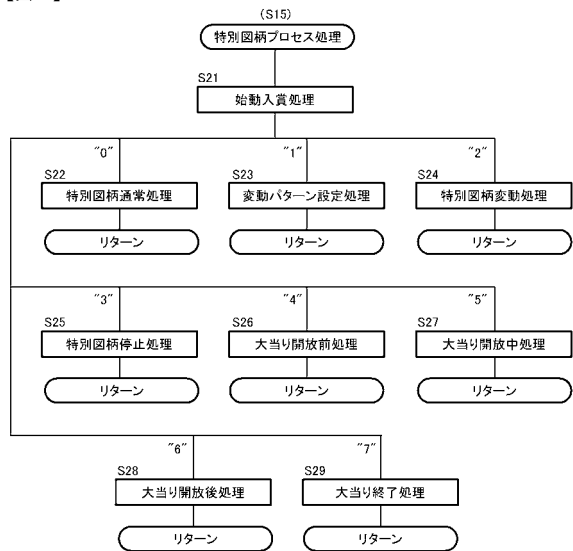 (S15)
特別図柄プロセス処理
S21
始動入賞処理
"0" "1" "2"
S22 S23 S24
特別図柄通常処理 変動パターン設定処理 特別図柄変動処理
リターン リターン リターン
"3" "4" "5"
S25 S26 S27
特別図柄停止処理 大当り開放前処理 大当り開放中処理
リターン リターン リターン
"6" "7"
S28 S29
大当り開放後処理 大当り終了処理
リターン リターン